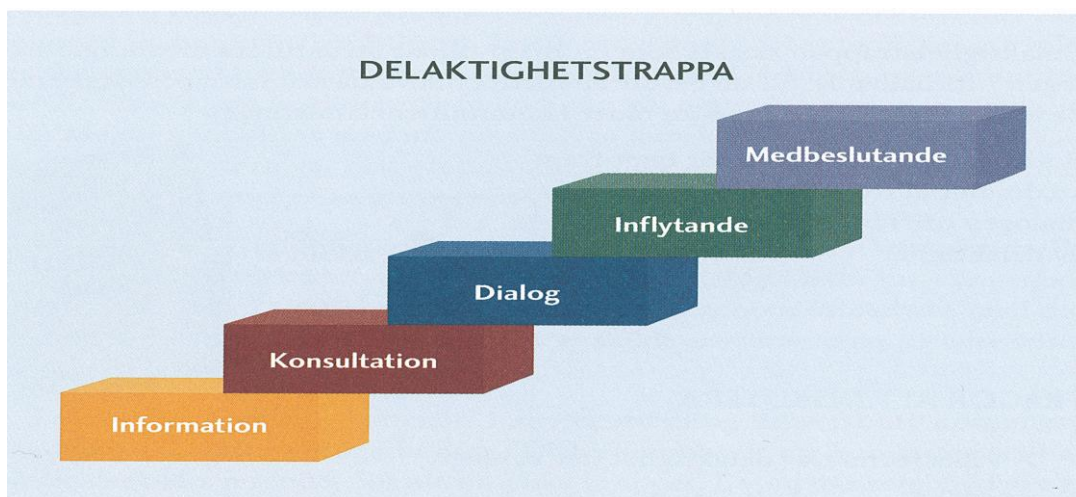 DELAKTIGHETSTRAPPA
Medbeslutande
Inflytande
Dialog
Konsultation
Information